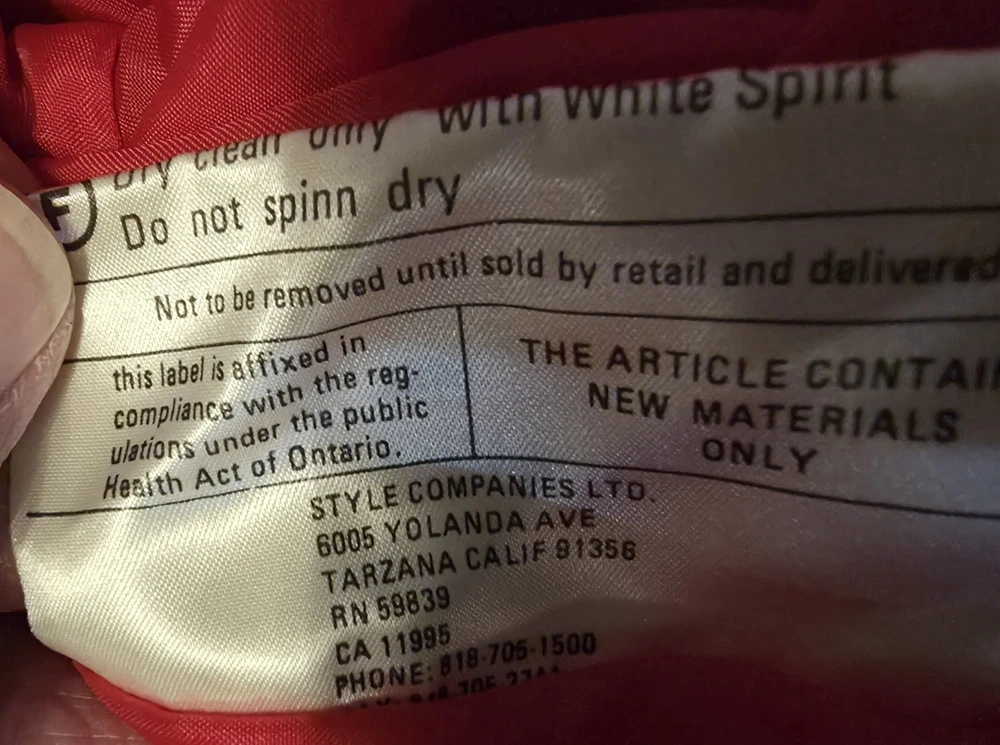 Dry clean only with White Spirit
F
Do not spinn dry
Not to be removed until sold by retail and delivered
this label is affixed in
compliance with the reg-
ulations under the public
Health Act of Ontario.
THE ARTICLE CONTAI
NEW MATERIALS
ONLY
STYLE COMPANIES LTD.
6005 YOLANDA AVE
TARZANA CALIF 91356
RN 59839
CA 11995
PHONE: 818-705-1500